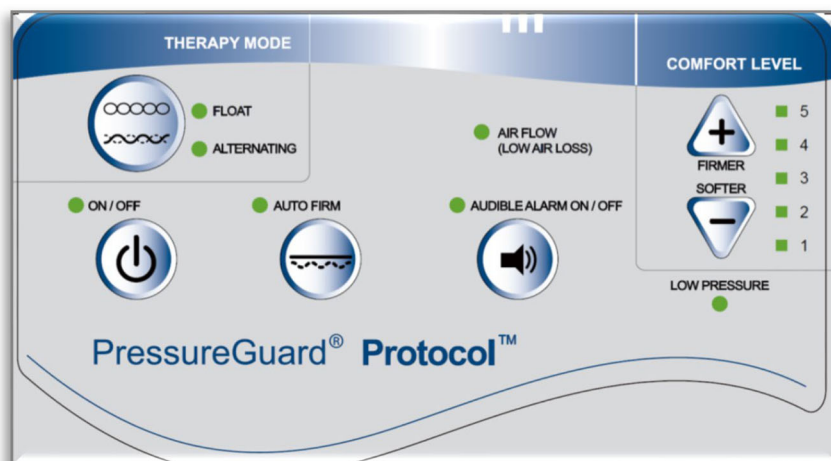 THERAPY MODE
COMFORT LEVEL
FLOAT
ALTERNATING
AIR FLOW
(LOW AIR LOSS)
+
FIRMER
SOFTER
-
5
4
3
2
1
ON / OFF
AUTO FIRM
AUDIBLE ALARM ON / OFF
LOW PRESSURE
PressureGuard® Protocol™